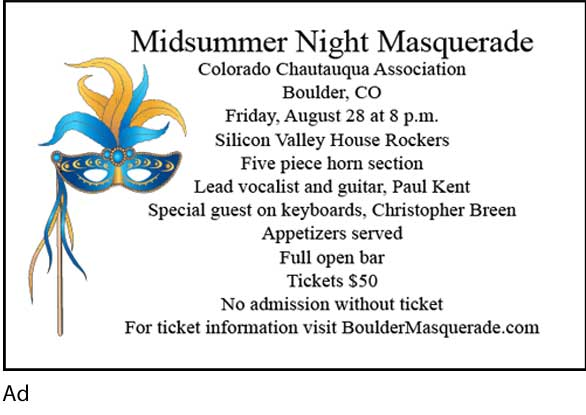 Midsummer Night Masquerade
Colorado Chautauqua Association
Boulder, CO
Friday, August 28 at 8 p.m.
Silicon Valley House Rockers
Five piece horn section
Lead vocalist and guitar, Paul Kent
Special guest on keyboards, Christopher Breen
Appetizers served
Full open bar
Tickets $50
No admission without ticket
For ticket information visit BoulderMasquerade.com
Ad